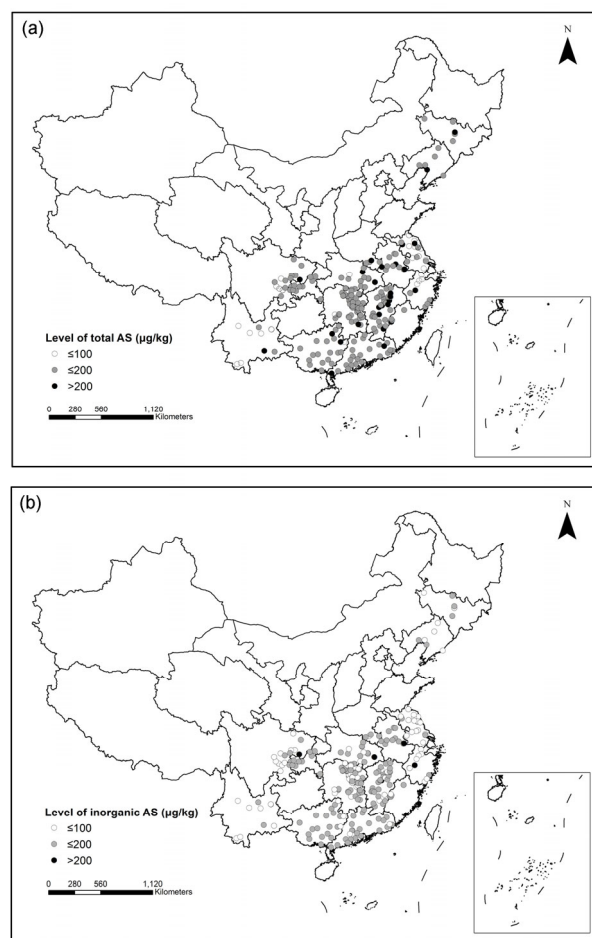 (a)
N
Level of total AS (µg/kg)
≤100
≤200
>200
0 280 560 1,120
Kilometers
(b)
N
Level of inorganic AS (µg/kg)
≤100
≤200
>200
0 280 560 1,120
Kilometers